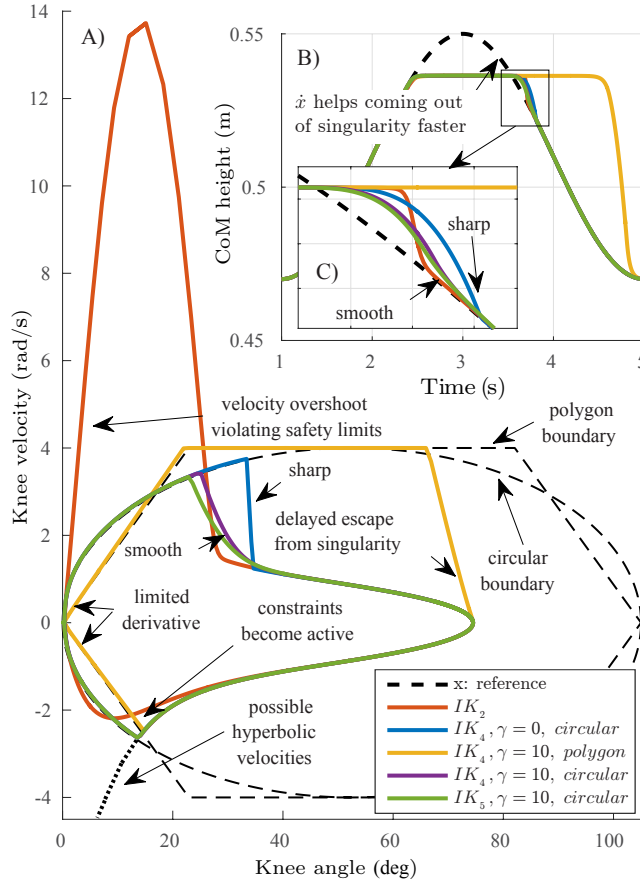 A)
14
12
10
8
6
4
2
0
-2
-4
Knee velocity (rad/s)
0
20
40
60
80
100
Knee angle (deg)
B)
0.55
0.5
0.45
CoM height (m)
1
2
3
4
5
Time (s)
ẋ helps coming out
of singularity faster
C)
sharp
smooth
velocity overshoot
violating safety limits
polygon
boundary
sharp
delayed escape
from singularity
smooth
circular
boundary
limited
derivative
constraints
become active
possible
hyperbolic
velocities
x: reference
IK₂
IK₄, γ = 0, circular
IK₄, γ = 10, polygon
IK₄, γ = 10, circular
IK₅, γ = 10, circular